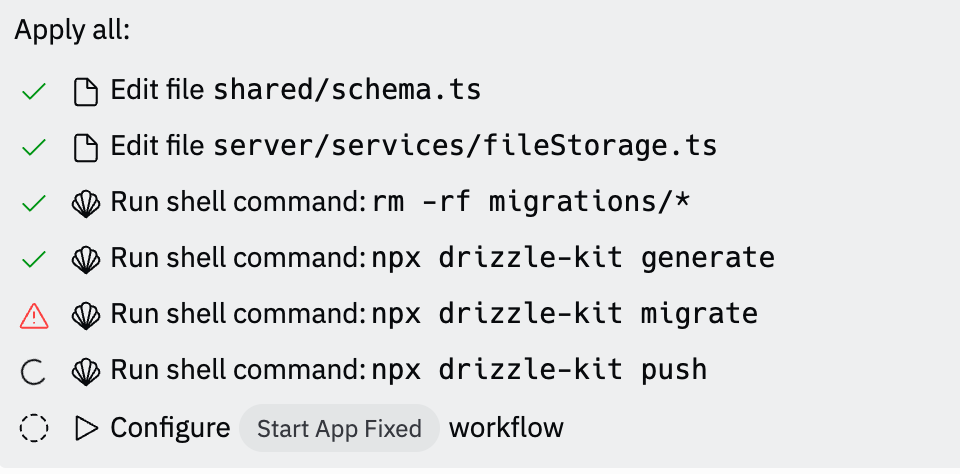 Apply all:
Edit file shared/schema.ts
Edit file server/services/fileStorage.ts
Run shell command: rm -rf migrations/*
Run shell command: npx drizzle-kit generate
Run shell command: npx drizzle-kit migrate
Run shell command: npx drizzle-kit push
Configure Start App Fixed workflow